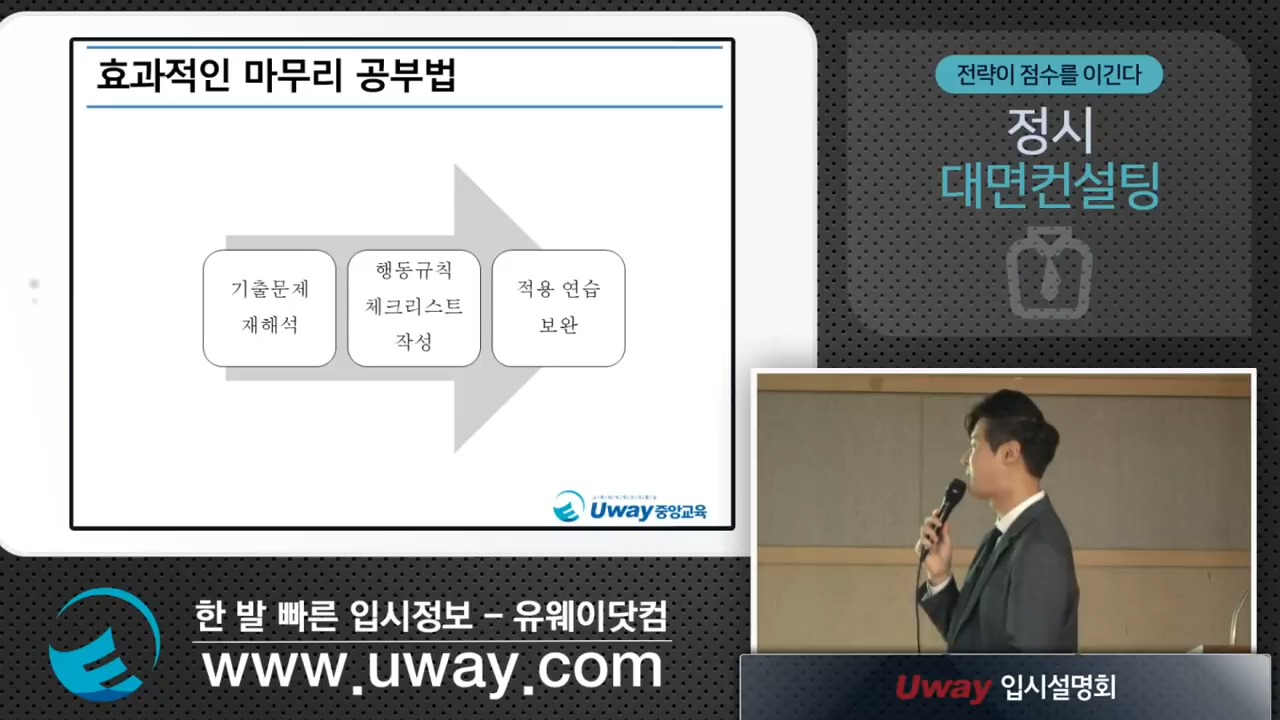 효과적인 마무리 공부법
기출문제
재해석
행동규칙
체크리스트
작성
적용 연습
보완
Uway 중앙교육
전략이 점수를 이긴다
정시
대면컨설팅
한 발 빠른 입시정보 – 유웨이닷컴
www.uway.com
Uway 입시설명회